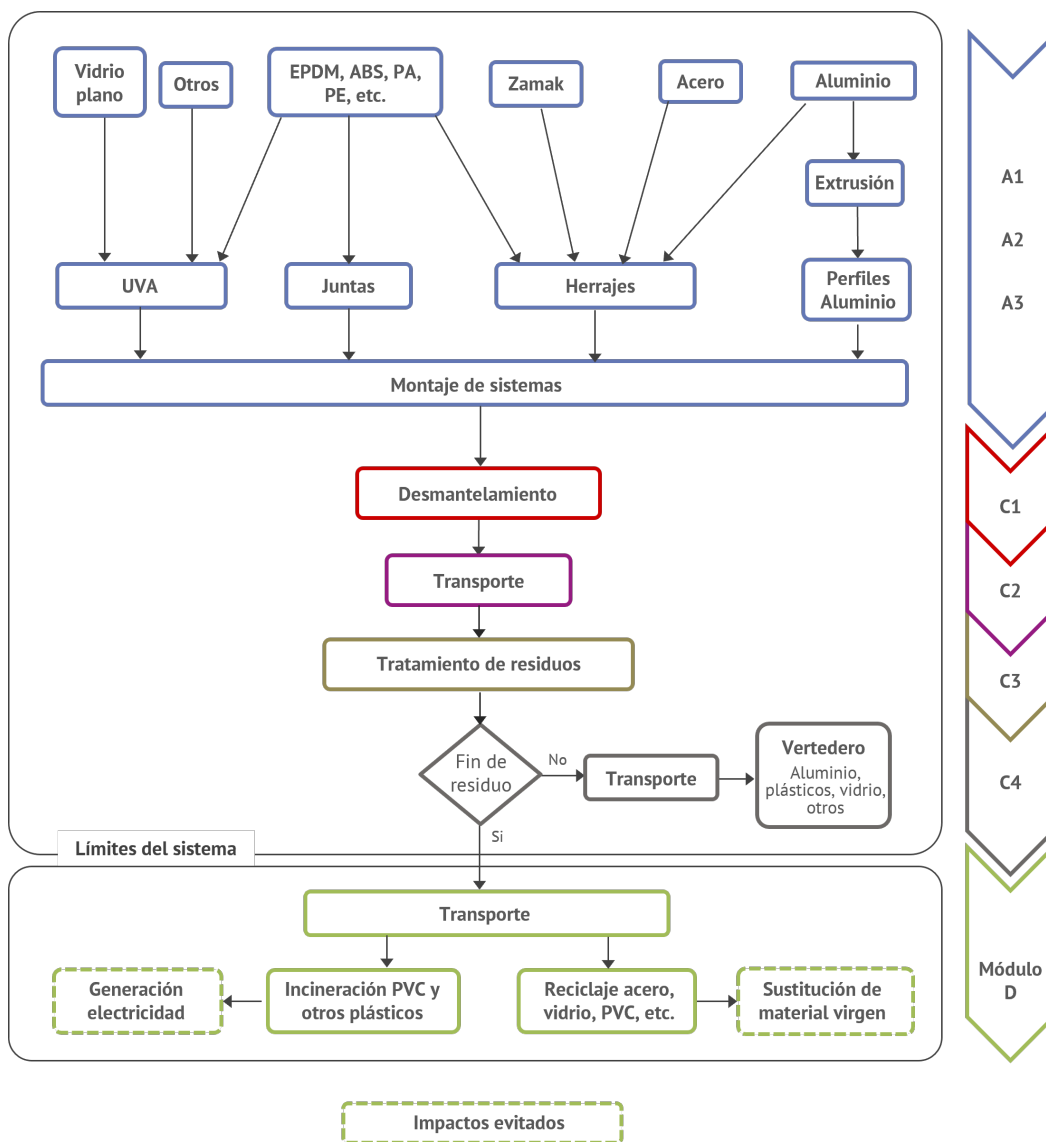 Vidrio
plano
Otros
EPDM, ABS, PA,
PE, etc.
Zamak
Acero
Aluminio
Extrusión
UVA
Juntas
Herrajes
Perfiles
Aluminio
Montaje de sistemas
A1
A2
A3
Desmantelamiento
C1
Transporte
C2
Tratamiento de residuos
C3
Fin de
residuo
No
Transporte
Vertedero
Aluminio,
plásticos, vidrio,
otros
C4
Si
Límites del sistema
Transporte
Generación
electricidad
Incineración PVC y
otros plásticos
Reciclaje acero,
vidrio, PVC, etc.
Sustitución de
material virgen
Módulo
D
Impactos evitados